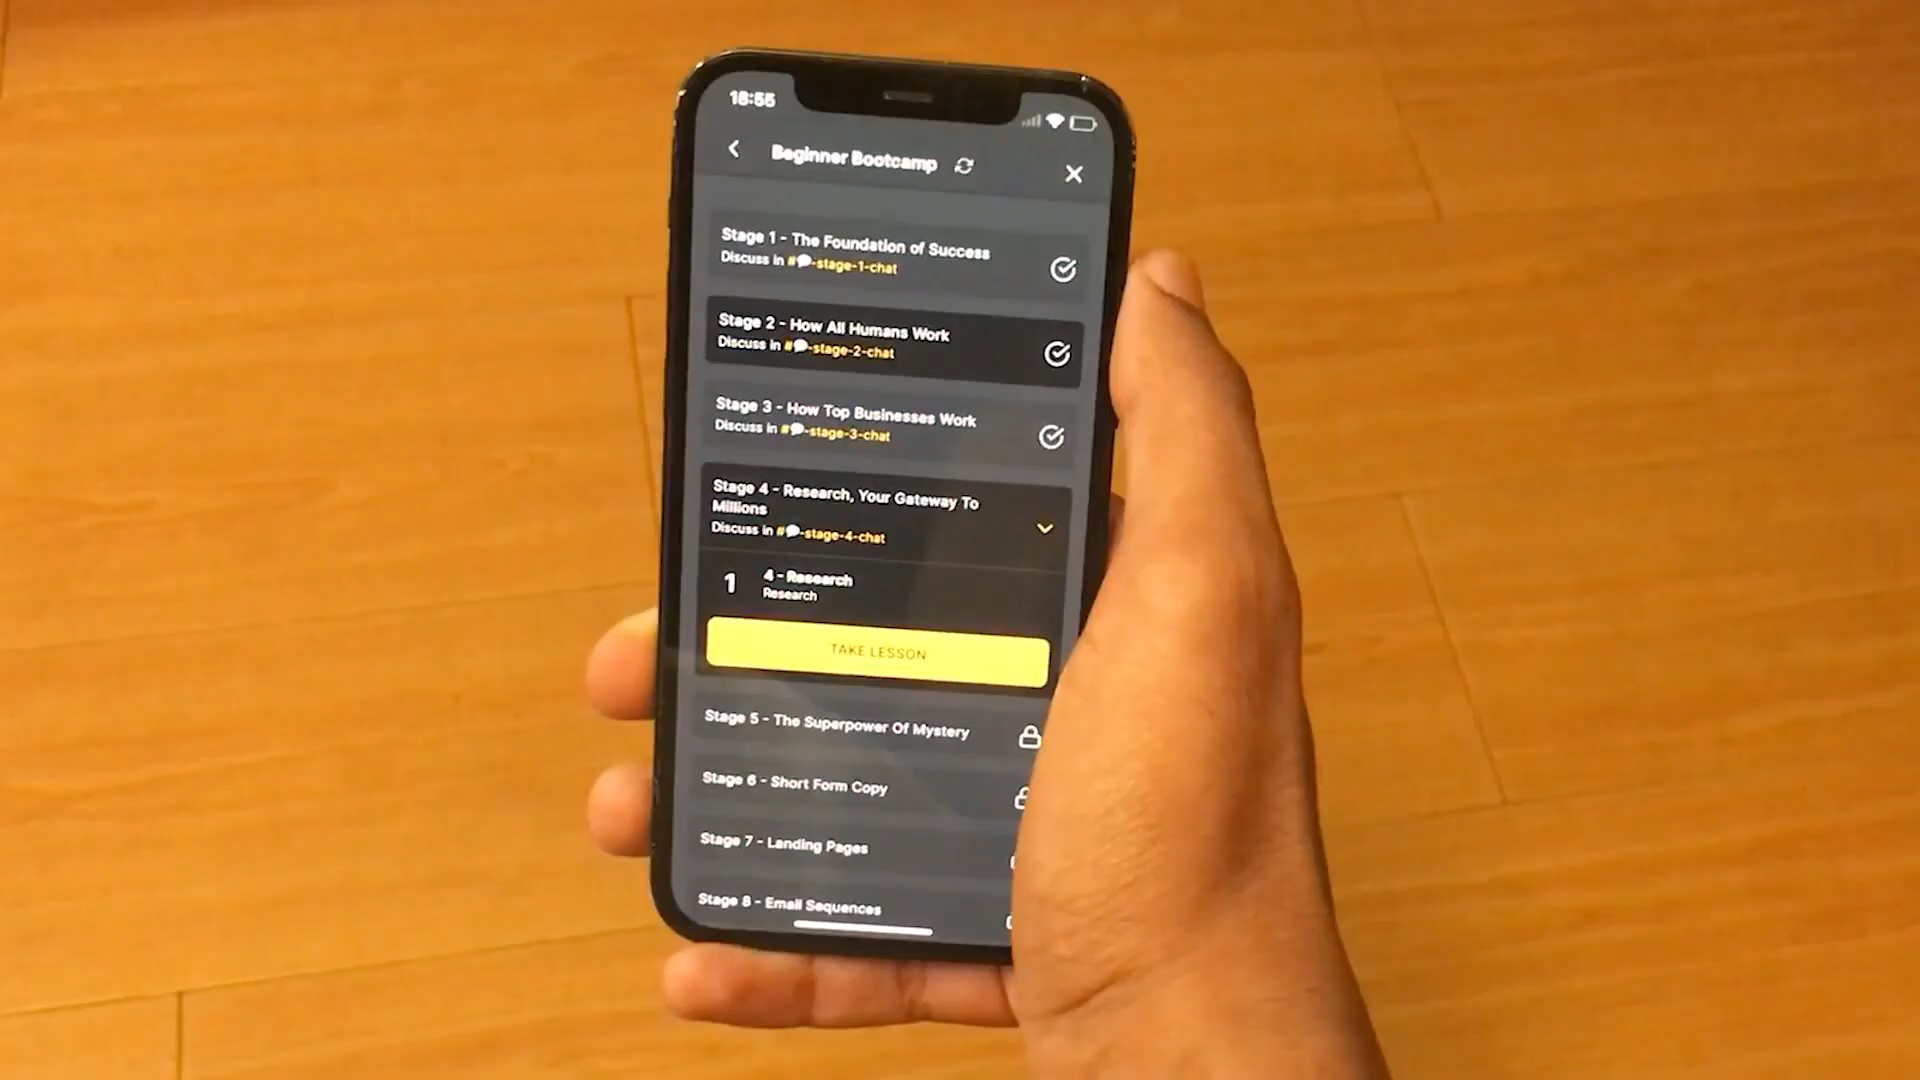 18:55
Beginner Bootcamp
Stage 1 - The Foundation of Success
Discuss in #💬-stage-1-chat
Stage 2 - How All Humans Work
Discuss in #💬-stage-2-chat
Stage 3 - How Top Businesses Work
Discuss in #💬-stage-3-chat
Stage 4 - Research, Your Gateway To
Millions
Discuss in #💬-stage-4-chat
1
4 - Research
Research
TAKE LESSON
Stage 5 - The Superpower Of Mystery
Stage 6 - Short Form Copy
Stage 7 - Landing Pages
Stage 8 - Email Sequences